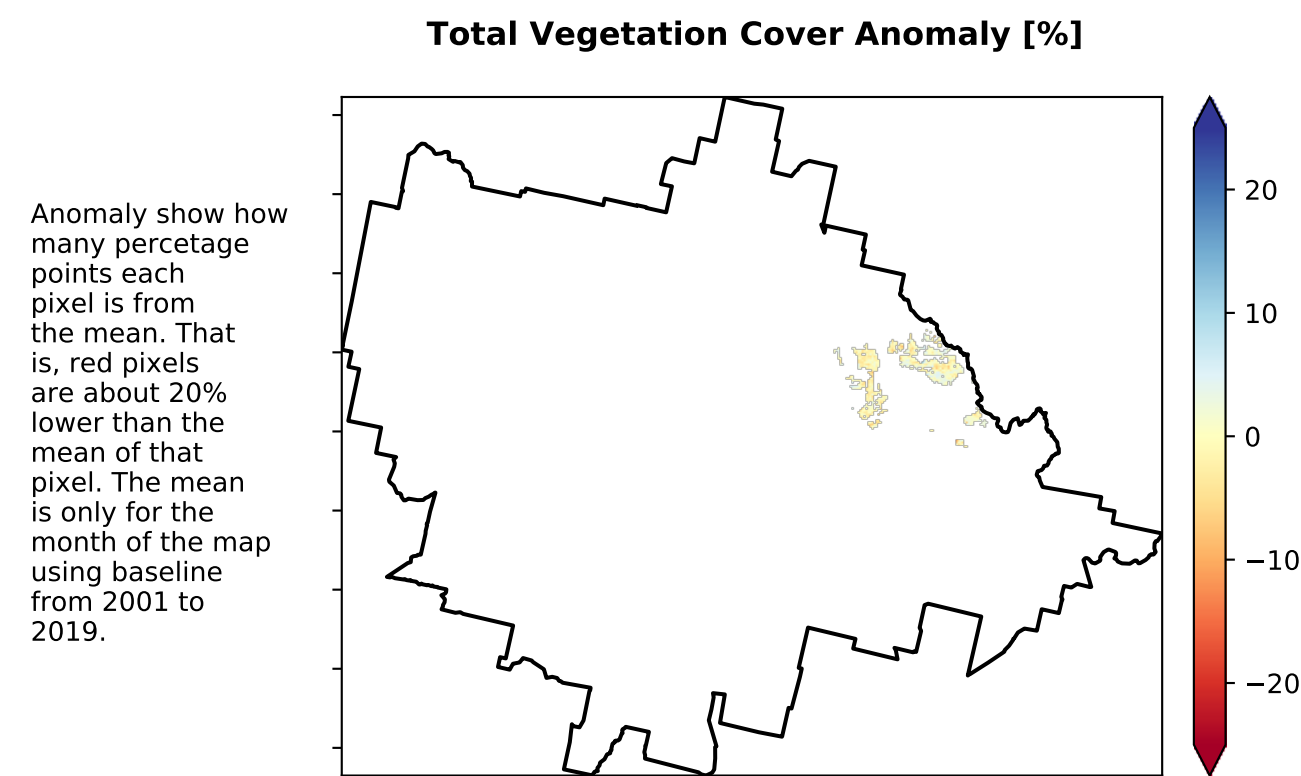 Total Vegetation Cover Anomaly [%]
Anomaly show how
many percetage
points each
pixel is from
the mean. That
is, red pixels
are about 20%
lower than the
mean of that
pixel. The mean
is only for the
month of the map
using baseline
from 2001 to
2019.
20
10
0
−10
−20